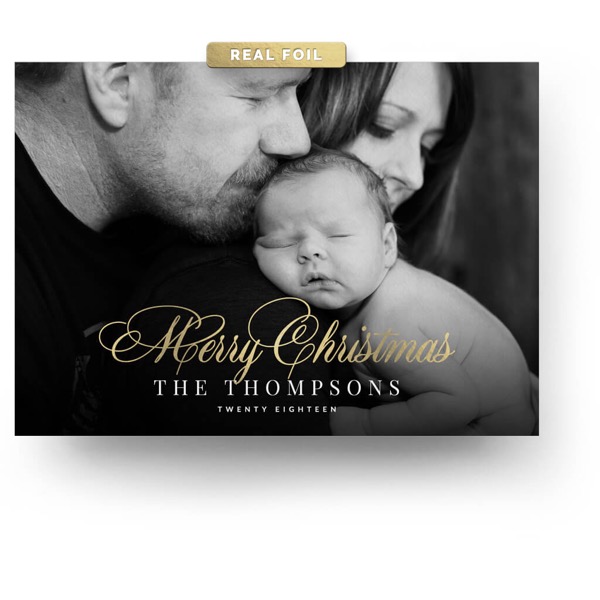 REAL FOIL
Merry Christmas
THE THOMPSONS
TWENTY EIGHTEEN